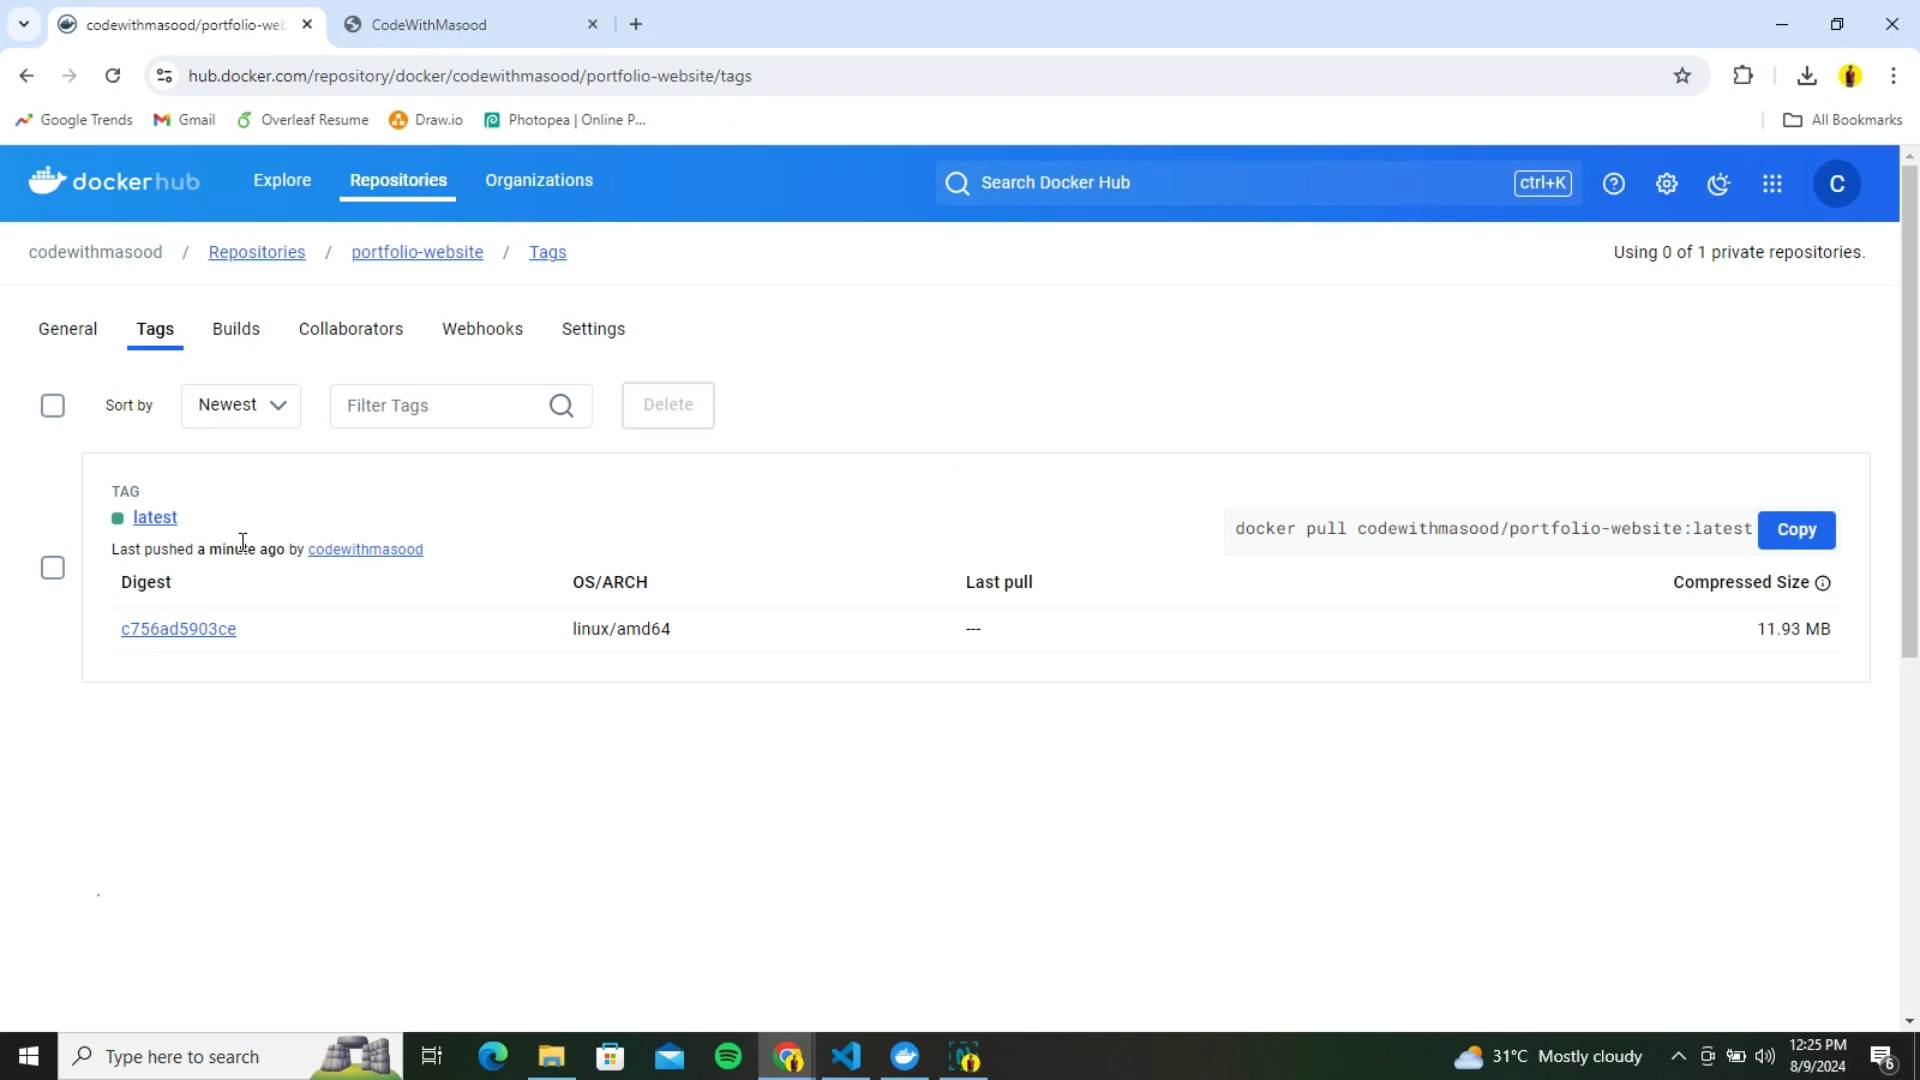 codewithmasood/portfolio-web
CodeWithMasood
hub.docker.com/repository/docker/codewithmasood/portfolio-website/tags
Google Trends
Gmail
Overleaf Resume
Draw.io
Photopea | Online P...
All Bookmarks
dockerhub
Explore
Repositories
Organizations
Search Docker Hub
ctrl+K
C
codewithmasood / Repositories / portfolio-website / Tags
Using 0 of 1 private repositories.
General
Tags
Builds
Collaborators
Webhooks
Settings
Sort by
Newest
Filter Tags
Delete
TAG
latest
Last pushed a minute ago by codewithmasood
docker pull codewithmasood/portfolio-website:latest
Copy
Digest
OS/ARCH
Last pull
Compressed Size
c756ad5903ce
linux/amd64
---
11.93 MB
Type here to search
31°C Mostly cloudy
12:25 PM
8/9/2024
6